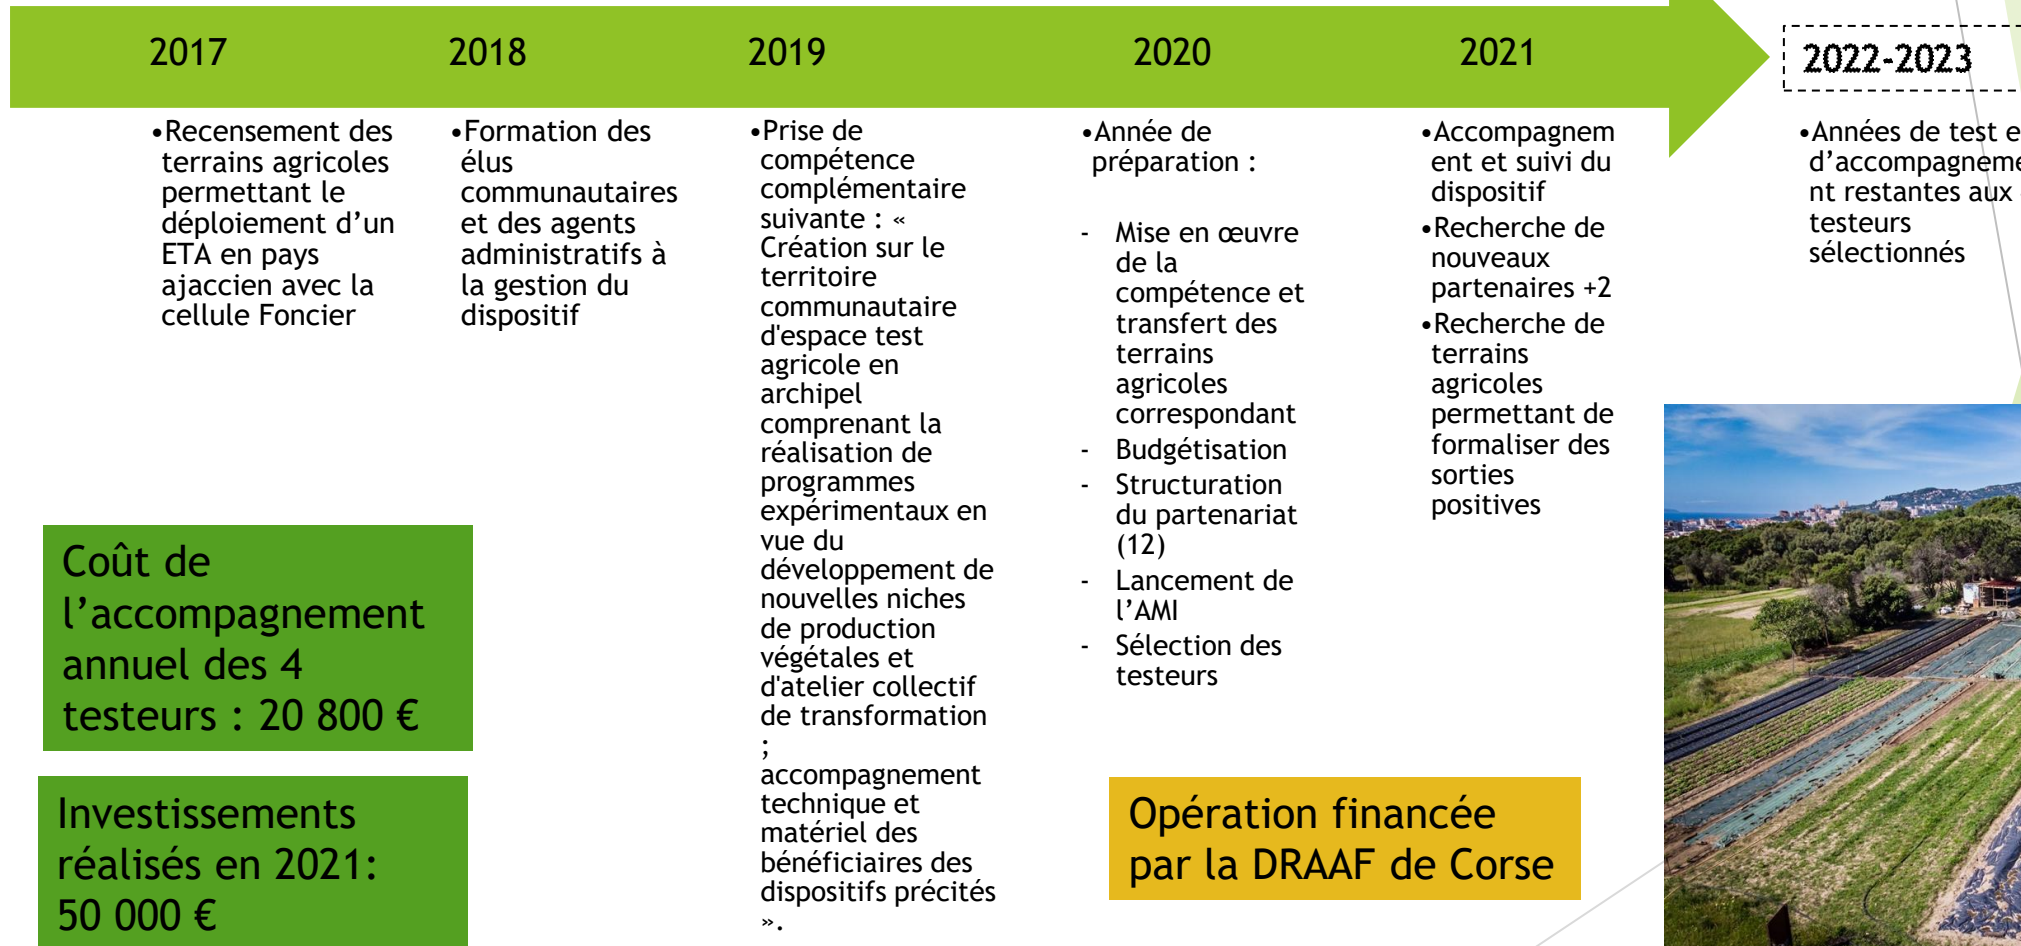 2017
2018
2019
2020
2021
2022-2023
•Recensement des
terrains agricoles
permettant le
déploiement d’un
ETA en pays
ajaccien avec la
cellule Foncier
•Formation des
élus
communautaires
et des agents
administratifs à
la gestion du
dispositif
•Prise de
compétence
complémentaire
suivante : «
Création sur le
territoire
communautaire
d'espace test
agricole en
archipel
comprenant la
réalisation de
programmes
expérimentaux en
vue du
développement de
nouvelles niches
de production
végétales et
d'atelier collectif
de transformation
;
accompagnement
technique et
matériel des
bénéficiaires des
dispositifs précités
».
•Année de
préparation :
- Mise en œuvre
de la
compétence et
transfert des
terrains
agricoles
correspondant
- Budgétisation
- Structuration
du partenariat
(12)
- Lancement de
l’AMI
- Sélection des
testeurs
•Accompagnem
ent et suivi du
dispositif
•Recherche de
nouveaux
partenaires +2
•Recherche de
terrains
agricoles
permettant de
formaliser des
sorties
positives
•Années de test e
d’accompagneme
nt restantes aux
testeurs
sélectionnés
Coût de
l’accompagnement
annuel des 4
testeurs : 20 800 €
Investissements
réalisés en 2021:
50 000 €
Opération financée
par la DRAAF de Corse